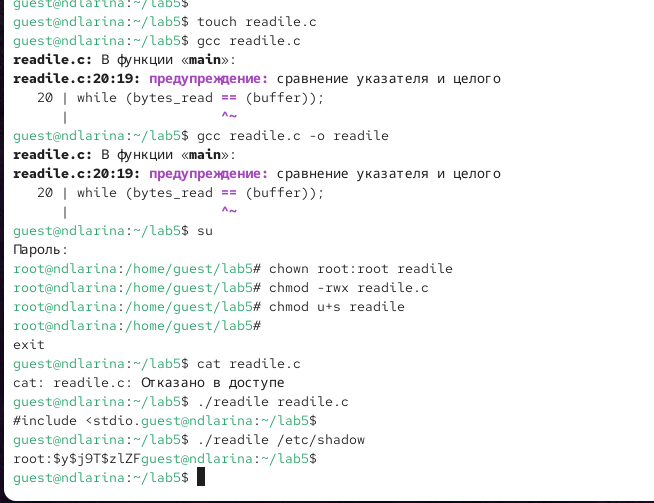 guest@ndlarina:~/lab5$
guest@ndlarina:~/lab5$ touch readile.c
guest@ndlarina:~/lab5$ gcc readile.c
readile.c: В функции «main»:
readile.c:20:19: предупреждение: сравнение указателя и целого
   20 | while (bytes_read == (buffer));
      |                   ^~
guest@ndlarina:~/lab5$ gcc readile.c -o readile
readile.c: В функции «main»:
readile.c:20:19: предупреждение: сравнение указателя и целого
   20 | while (bytes_read == (buffer));
      |                   ^~
guest@ndlarina:~/lab5$ su
Пароль:
root@ndlarina:/home/guest/lab5# chown root:root readile
root@ndlarina:/home/guest/lab5# chmod -rwx readile.c
root@ndlarina:/home/guest/lab5# chmod u+s readile
root@ndlarina:/home/guest/lab5#
exit
guest@ndlarina:~/lab5$ cat readile.c
cat: readile.c: Отказано в доступе
guest@ndlarina:~/lab5$ ./readile readile.c
#include <stdio.guest@ndlarina:~/lab5$
guest@ndlarina:~/lab5$ ./readile /etc/shadow
root:$y$j9T$zlZFguest@ndlarina:~/lab5$
guest@ndlarina:~/lab5$